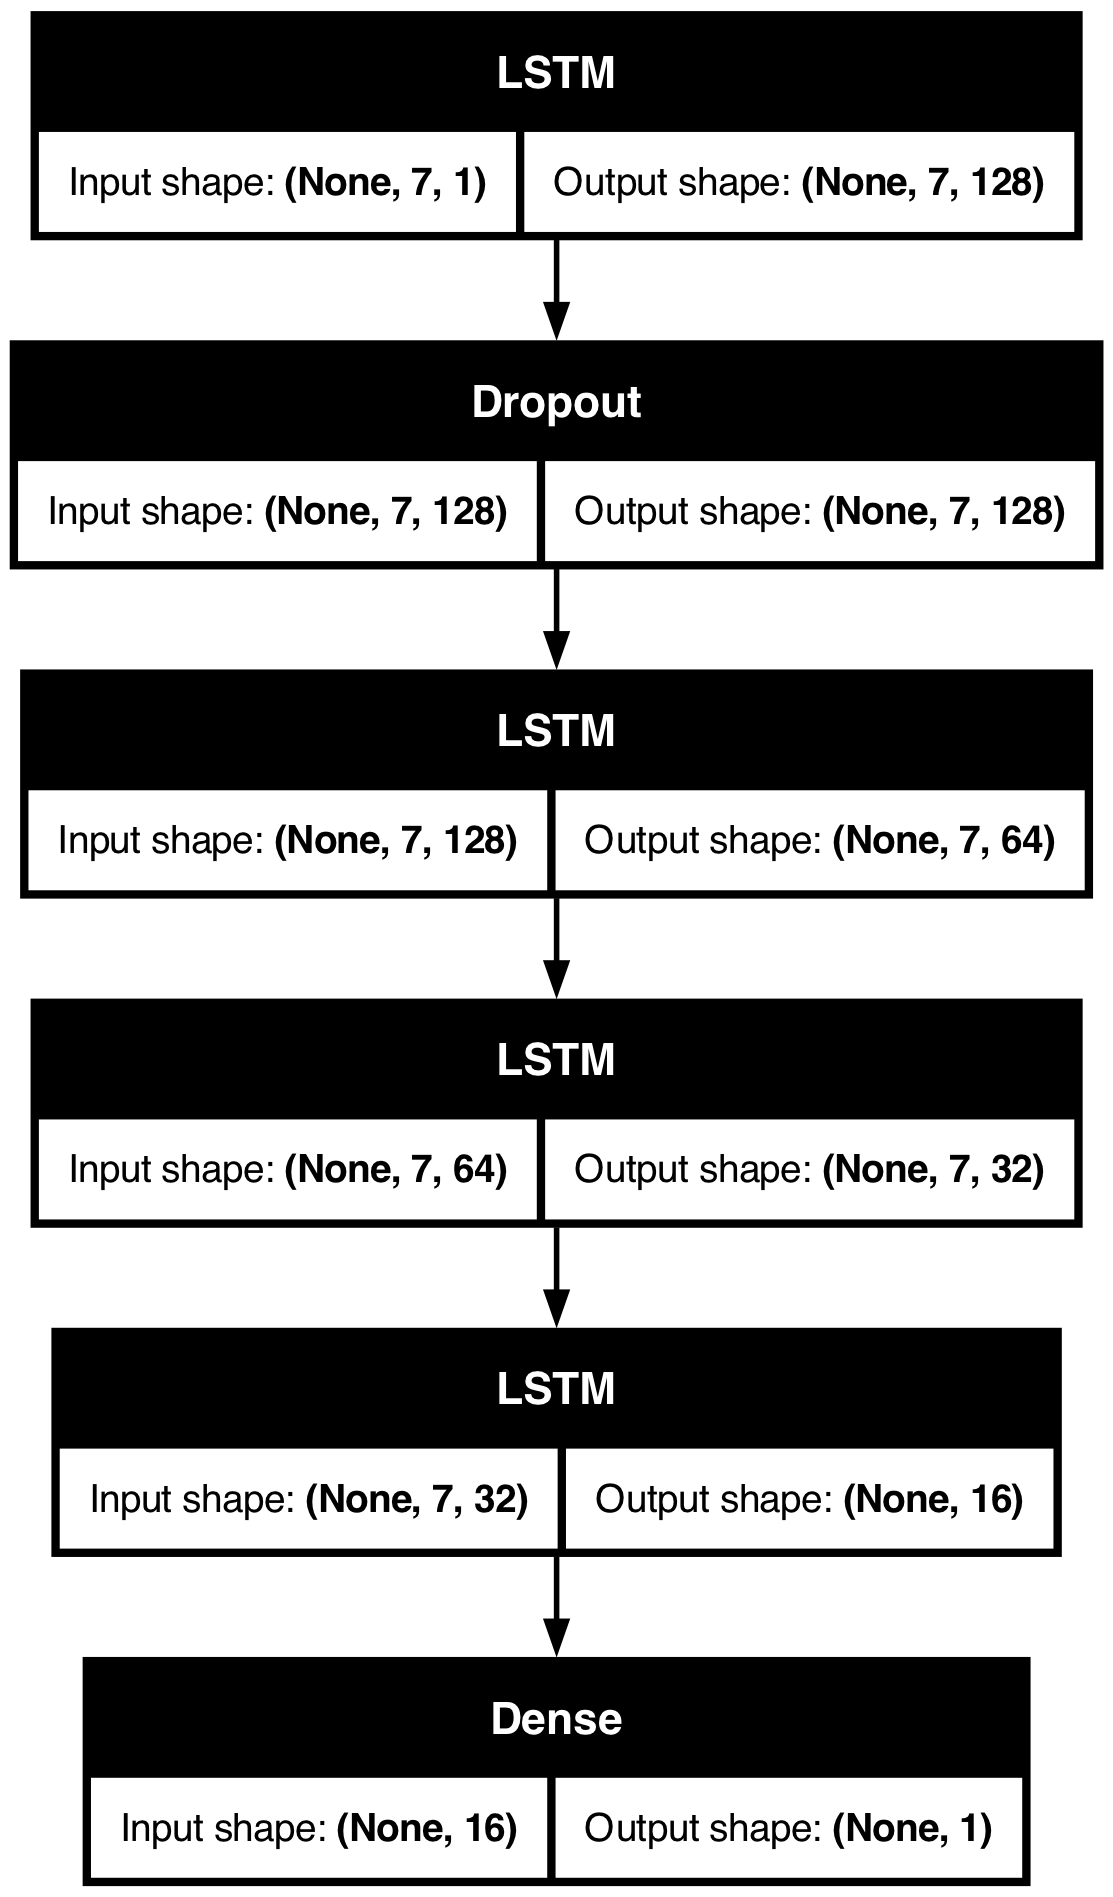 LSTM
Input shape: (None, 7, 1) Output shape: (None, 7, 128)
Dropout
Input shape: (None, 7, 128) Output shape: (None, 7, 128)
LSTM
Input shape: (None, 7, 128) Output shape: (None, 7, 64)
LSTM
Input shape: (None, 7, 64) Output shape: (None, 7, 32)
LSTM
Input shape: (None, 7, 32) Output shape: (None, 16)
Dense
Input shape: (None, 16) Output shape: (None, 1)